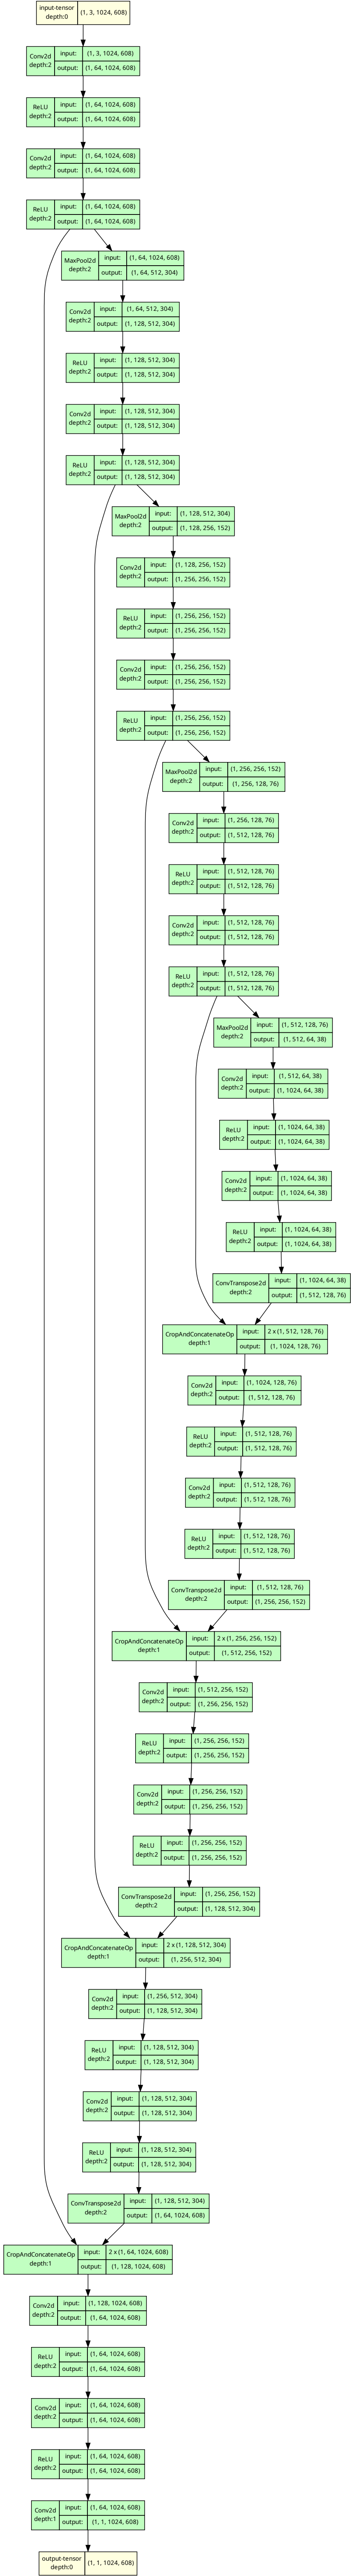 input-tensor
depth:0 (1, 3, 1024, 608)
Conv2d input: (1, 3, 1024, 608)
depth:2 output: (1, 64, 1024, 608)
ReLU input: (1, 64, 1024, 608)
depth:2 output: (1, 64, 1024, 608)
Conv2d input: (1, 64, 1024, 608)
depth:2 output: (1, 64, 1024, 608)
ReLU input: (1, 64, 1024, 608)
depth:2 output: (1, 64, 1024, 608)
MaxPool2d input: (1, 64, 1024, 608)
depth:2 output: (1, 64, 512, 304)
Conv2d input: (1, 64, 512, 304)
depth:2 output: (1, 128, 512, 304)
ReLU input: (1, 128, 512, 304)
depth:2 output: (1, 128, 512, 304)
Conv2d input: (1, 128, 512, 304)
depth:2 output: (1, 128, 512, 304)
ReLU input: (1, 128, 512, 304)
depth:2 output: (1, 128, 512, 304)
MaxPool2d input: (1, 128, 512, 304)
depth:2 output: (1, 128, 256, 152)
Conv2d input: (1, 128, 256, 152)
depth:2 output: (1, 256, 256, 152)
ReLU input: (1, 256, 256, 152)
depth:2 output: (1, 256, 256, 152)
Conv2d input: (1, 256, 256, 152)
depth:2 output: (1, 256, 256, 152)
ReLU input: (1, 256, 256, 152)
depth:2 output: (1, 256, 256, 152)
MaxPool2d input: (1, 256, 256, 152)
depth:2 output: (1, 256, 128, 76)
Conv2d input: (1, 256, 128, 76)
depth:2 output: (1, 512, 128, 76)
ReLU input: (1, 512, 128, 76)
depth:2 output: (1, 512, 128, 76)
Conv2d input: (1, 512, 128, 76)
depth:2 output: (1, 512, 128, 76)
ReLU input: (1, 512, 128, 76)
depth:2 output: (1, 512, 128, 76)
MaxPool2d input: (1, 512, 128, 76)
depth:2 output: (1, 512, 64, 38)
Conv2d input: (1, 512, 64, 38)
depth:2 output: (1, 1024, 64, 38)
ReLU input: (1, 1024, 64, 38)
depth:2 output: (1, 1024, 64, 38)
Conv2d input: (1, 1024, 64, 38)
depth:2 output: (1, 1024, 64, 38)
ReLU input: (1, 1024, 64, 38)
depth:2 output: (1, 1024, 64, 38)
ConvTranspose2d input: (1, 1024, 64, 38)
depth:2 output: (1, 512, 128, 76)
CropAndConcatenateOp input: 2 x (1, 512, 128, 76)
depth:1 output: (1, 1024, 128, 76)
Conv2d input: (1, 1024, 128, 76)
depth:2 output: (1, 512, 128, 76)
ReLU input: (1, 512, 128, 76)
depth:2 output: (1, 512, 128, 76)
Conv2d input: (1, 512, 128, 76)
depth:2 output: (1, 512, 128, 76)
ReLU input: (1, 512, 128, 76)
depth:2 output: (1, 512, 128, 76)
ConvTranspose2d input: (1, 512, 128, 76)
depth:2 output: (1, 256, 256, 152)
CropAndConcatenateOp input: 2 x (1, 256, 256, 152)
depth:1 output: (1, 512, 256, 152)
Conv2d input: (1, 512, 256, 152)
depth:2 output: (1, 256, 256, 152)
ReLU input: (1, 256, 256, 152)
depth:2 output: (1, 256, 256, 152)
Conv2d input: (1, 256, 256, 152)
depth:2 output: (1, 256, 256, 152)
ReLU input: (1, 256, 256, 152)
depth:2 output: (1, 256, 256, 152)
ConvTranspose2d input: (1, 256, 256, 152)
depth:2 output: (1, 128, 512, 304)
CropAndConcatenateOp input: 2 x (1, 128, 512, 304)
depth:1 output: (1, 256, 512, 304)
Conv2d input: (1, 256, 512, 304)
depth:2 output: (1, 128, 512, 304)
ReLU input: (1, 128, 512, 304)
depth:2 output: (1, 128, 512, 304)
Conv2d input: (1, 128, 512, 304)
depth:2 output: (1, 128, 512, 304)
ReLU input: (1, 128, 512, 304)
depth:2 output: (1, 128, 512, 304)
ConvTranspose2d input: (1, 128, 512, 304)
depth:2 output: (1, 64, 1024, 608)
CropAndConcatenateOp input: 2 x (1, 64, 1024, 608)
depth:1 output: (1, 128, 1024, 608)
Conv2d input: (1, 128, 1024, 608)
depth:2 output: (1, 64, 1024, 608)
ReLU input: (1, 64, 1024, 608)
depth:2 output: (1, 64, 1024, 608)
Conv2d input: (1, 64, 1024, 608)
depth:2 output: (1, 64, 1024, 608)
ReLU input: (1, 64, 1024, 608)
depth:2 output: (1, 64, 1024, 608)
Conv2d input: (1, 64, 1024, 608)
depth:1 output: (1, 1, 1024, 608)
output-tensor
depth:0 (1, 1, 1024, 608)